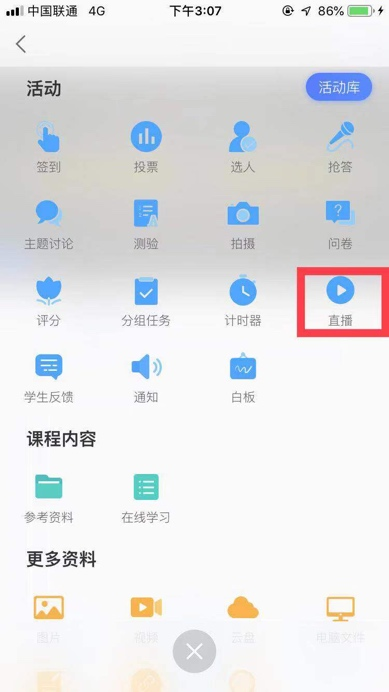 中国联通 4G 下午3:07 86%
活动 活动库
签到 投票 选人 抢答
主题讨论 测验 拍摄 问卷
评分 分组任务 计时器 直播
学生反馈 通知 白板
课程内容
参考资料 在线学习
更多资料
图片 视频 云盘 电脑文件